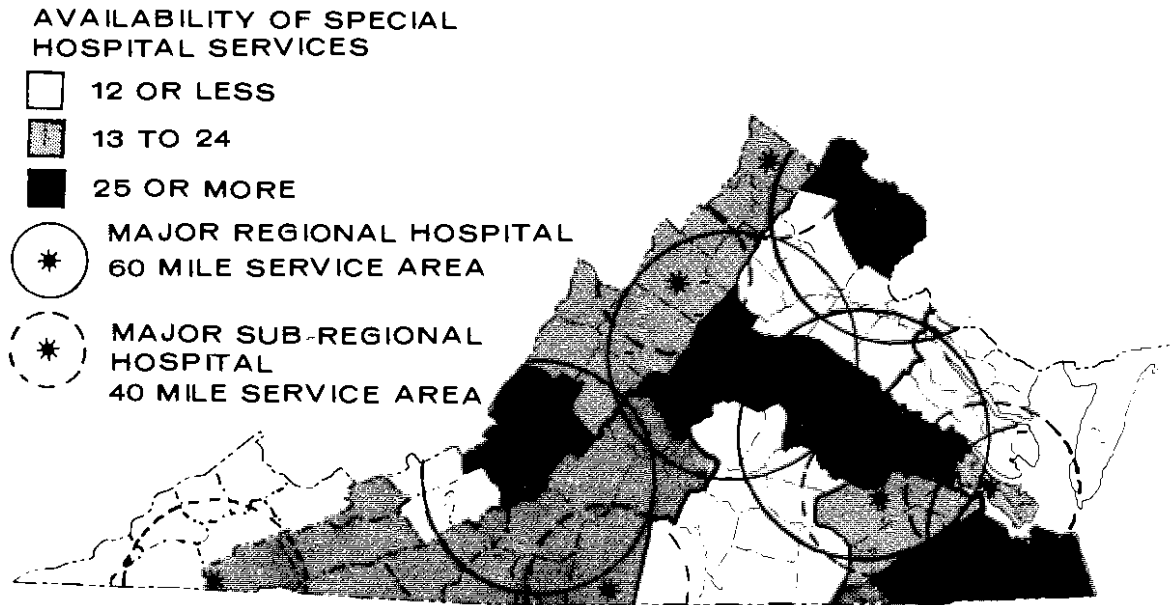 AVAILABILITY OF SPECIAL
HOSPITAL SERVICES
12 OR LESS
13 TO 24
25 OR MORE
MAJOR REGIONAL HOSPITAL
60 MILE SERVICE AREA
MAJOR SUB-REGIONAL
HOSPITAL
40 MILE SERVICE AREA